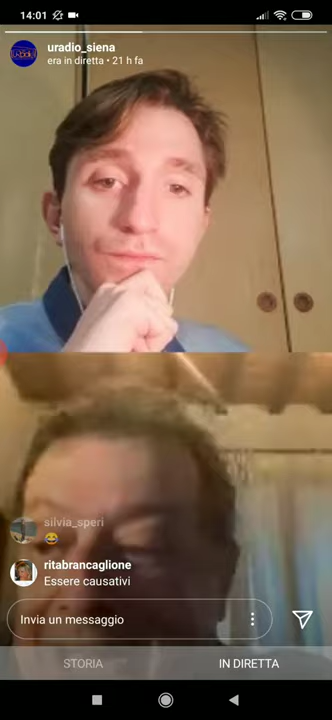 14:01
uradio_siena
era in diretta • 21 h fa
silvia_speri
😂
ritabrancaglione
Essere causativi
Invia un messaggio
STORIA
IN DIRETTA